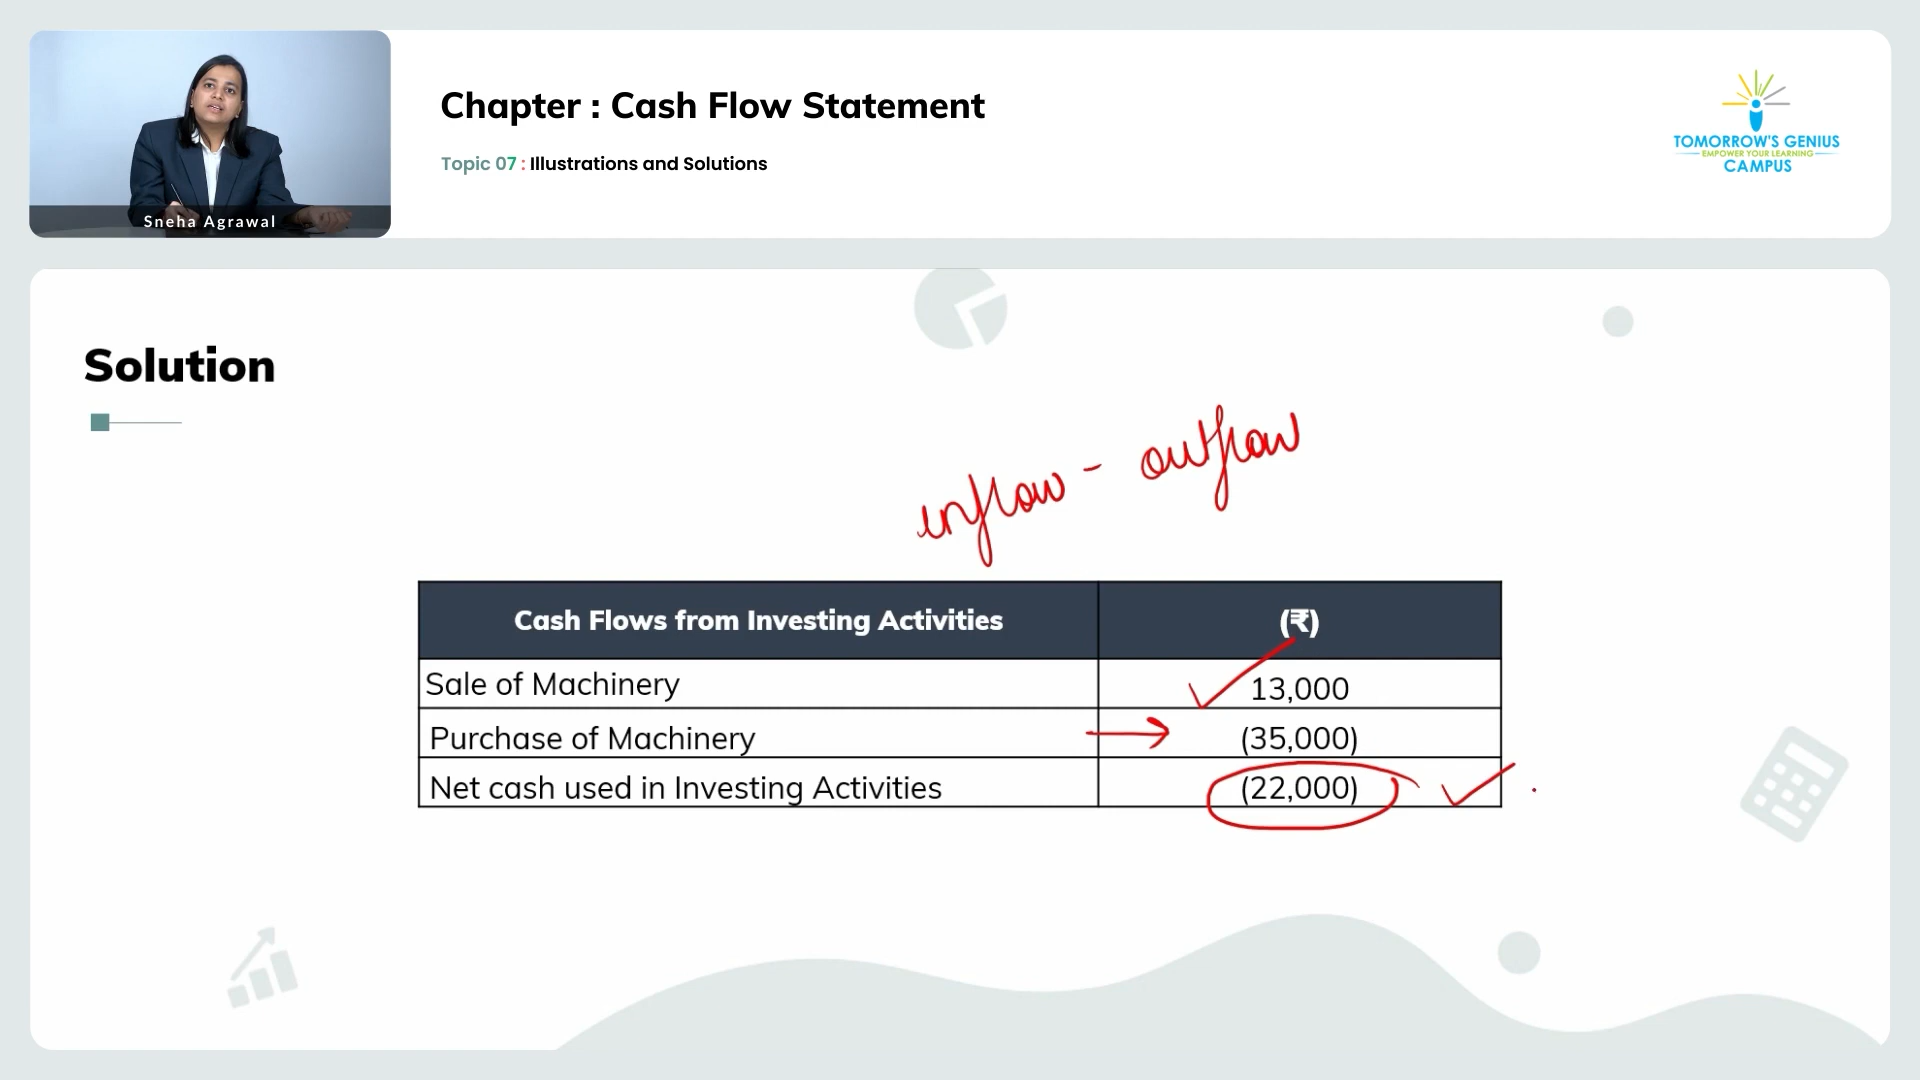 Chapter : Cash Flow Statement
Topic 07 : Illustrations and Solutions
Sneha Agrawal
TOMORROW'S GENIUS
EMPOWER YOUR LEARNING
CAMPUS
Solution
inflow - outflow
Cash Flows from Investing Activities (₹)
Sale of Machinery 13,000
Purchase of Machinery (35,000)
Net cash used in Investing Activities (22,000)